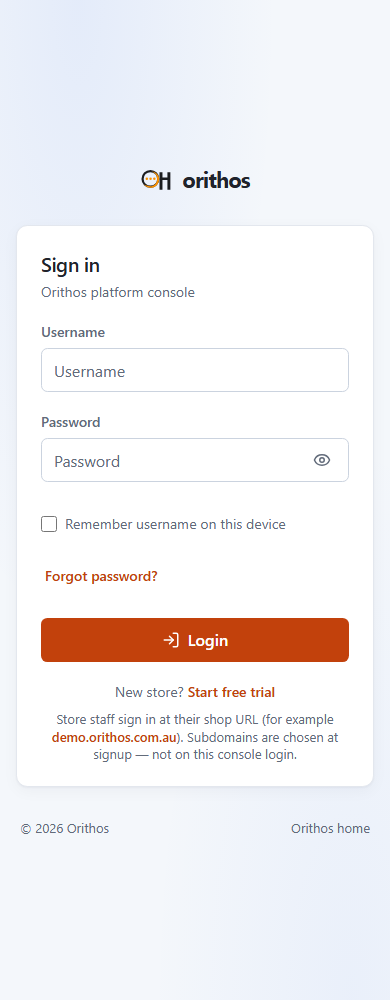 OH orithos
Sign in
Orithos platform console
Username
Username
Password
Password
Remember username on this device
Forgot password?
Login
New store? Start free trial
Store staff sign in at their shop URL (for example
demo.orithos.com.au). Subdomains are chosen at
signup — not on this console login.
© 2026 Orithos
Orithos home